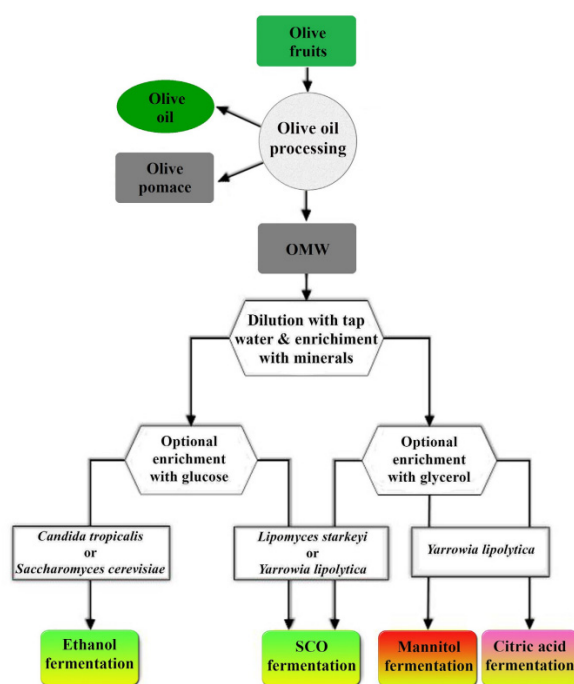 Olive
fruits
Olive
oil
Olive oil
processing
Olive
pomace
OMW
Dilution with tap
water & enrichiment
with minerals
Optional
enrichment
with glucose
Optional
enrichment
with glycerol
Candida tropicalis
or
Saccharomyces cerevisiae
Lipomyces starkeyi
or
Yarrowia lipolytica
Yarrowia lipolytica
Ethanol
fermentation
SCO
fermentation
Mannitol
fermentation
Citric acid
fermentation